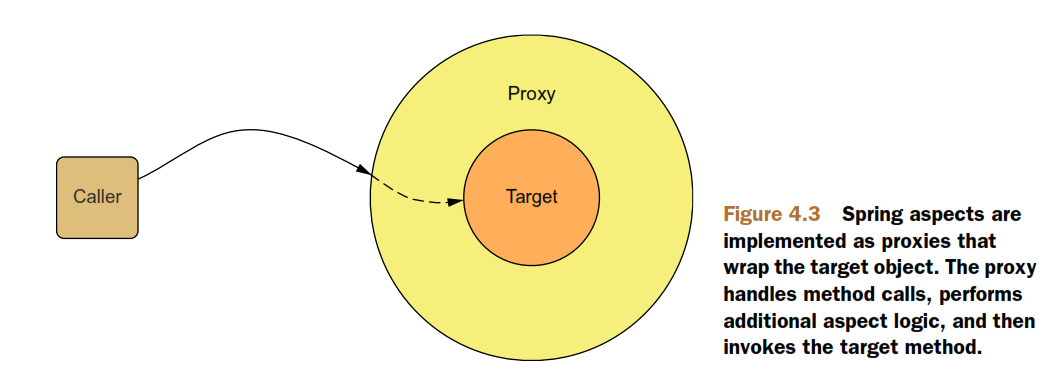 Proxy
Caller
Target
Figure 4.3 Spring aspects are
implemented as proxies that
wrap the target object. The proxy
handles method calls, performs
additional aspect logic, and then
invokes the target method.